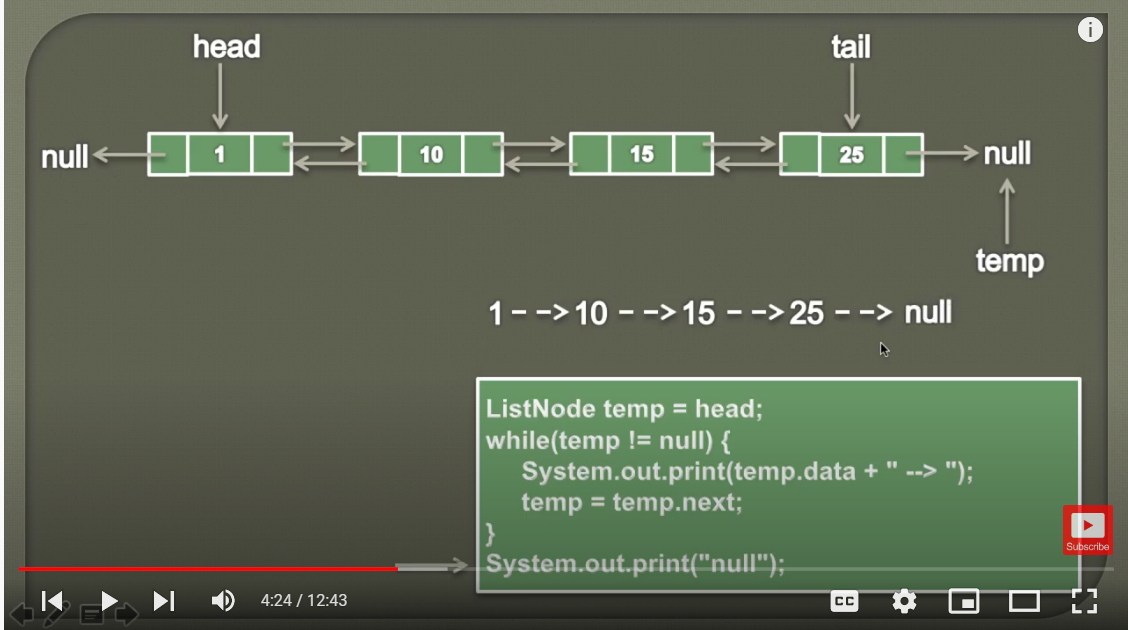 head
tail
null 1 10 15 25 null
temp
1 - -> 10 - -> 15 - -> 25 - -> null
ListNode temp = head;
while(temp != null) {
System.out.print(temp.data + " --> ");
temp = temp.next;
}
System.out.print("null");
Subscribe
4:24 / 12:43
CC